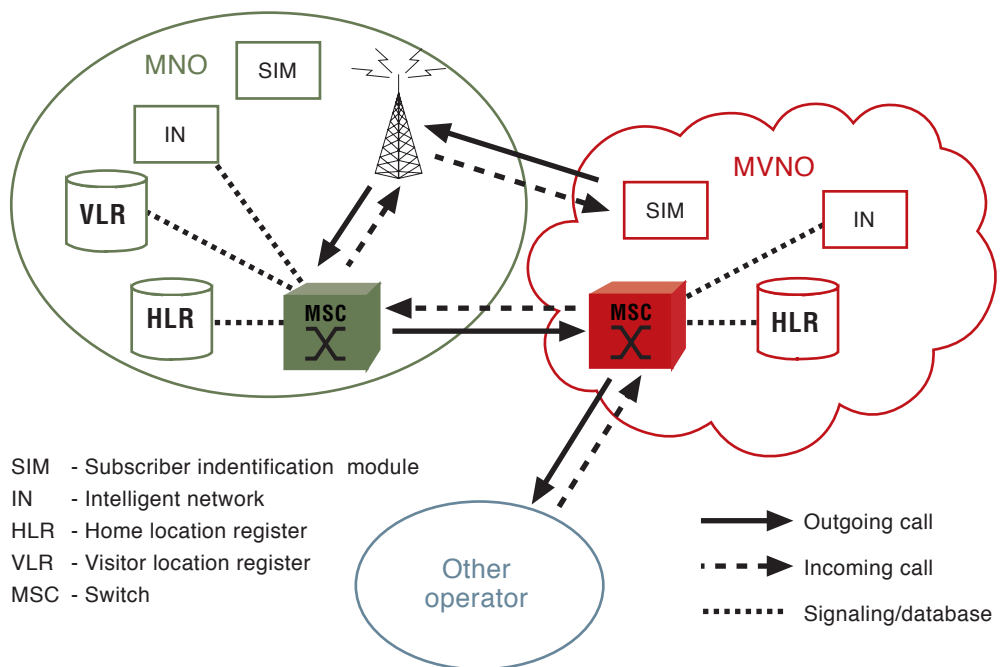 MNO
SIM
IN
VLR
HLR
MSC
MVNO
SIM
IN
MSC
HLR
SIM - Subscriber indentification module
IN - Intelligent network
HLR - Home location register
VLR - Visitor location register
MSC - Switch
Other
operator
Outgoing call
Incoming call
Signaling/database